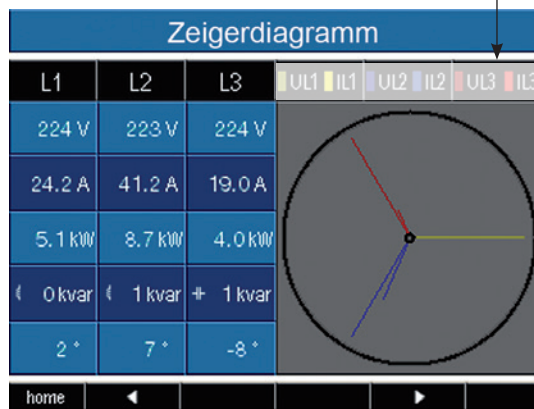 Zeigerdiagramm
L1 L2 L3 UL1 IL1 UL2 IL2 UL3 IL3
224 V 223 V 224 V
24.2 A 41.2 A 19.0 A
5.1 kW 8.7 kW 4.0 kW
0 kvar 1 kvar 1 kvar
2 ° 7 ° -8 °
home